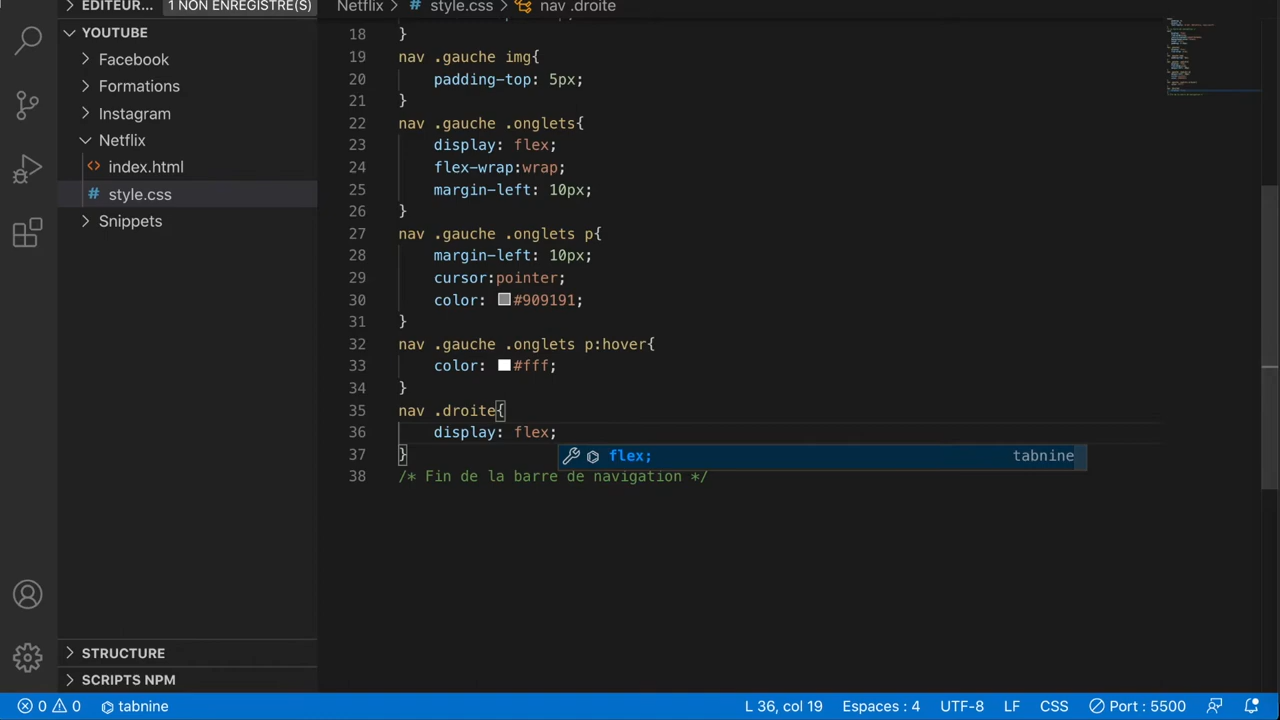 EDITEUR... 1 NON ENREGISTRÉ(S)
YOUTUBE
Facebook
Formations
Instagram
Netflix
index.html
style.css
Snippets
STRUCTURE
SCRIPTS NPM
Netflix > # style.css > nav .droite
18 }
19 nav .gauche img{
20 padding-top: 5px;
21 }
22 nav .gauche .onglets{
23 display: flex;
24 flex-wrap:wrap;
25 margin-left: 10px;
26 }
27 nav .gauche .onglets p{
28 margin-left: 10px;
29 cursor:pointer;
30 color: #909191;
31 }
32 nav .gauche .onglets p:hover{
33 color: #fff;
34 }
35 nav .droite{
36 display: flex;
37 }
flex; tabnine
38 /* Fin de la barre de navigation */
0 0 tabnine L 36, col 19 Espaces : 4 UTF-8 LF CSS Port : 5500